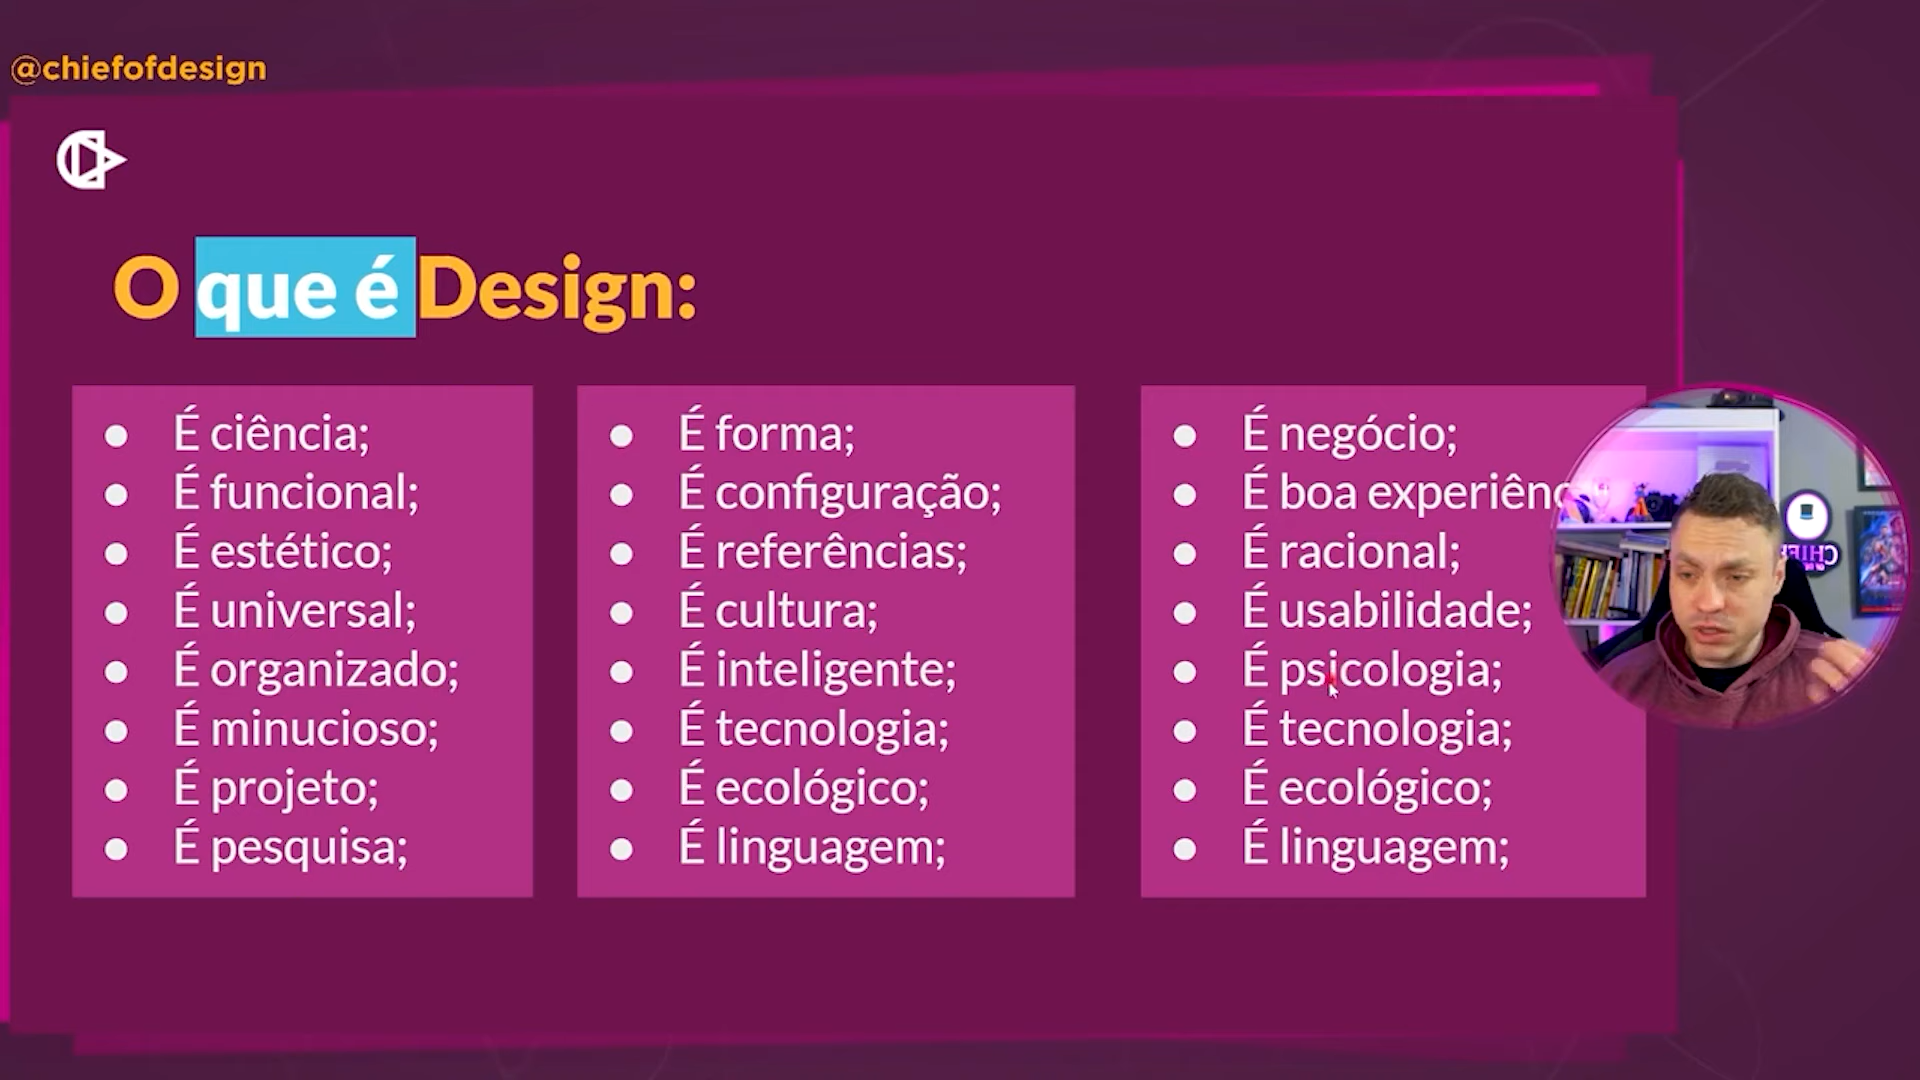 @chiefofdesign
O que é Design:
● É ciência;
● É funcional;
● É estético;
● É universal;
● É organizado;
● É minucioso;
● É projeto;
● É pesquisa;
● É forma;
● É configuração;
● É referências;
● É cultura;
● É inteligente;
● É tecnologia;
● É ecológico;
● É linguagem;
● É negócio;
● É boa
● É racional;
● É usabilidade;
● É psicologia;
● É tecnologia;
● É ecológico;
● É linguagem;